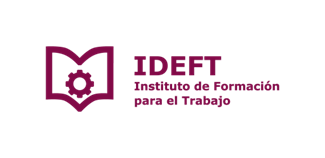 IDEFT
Instituto de Formación
para el Trabajo